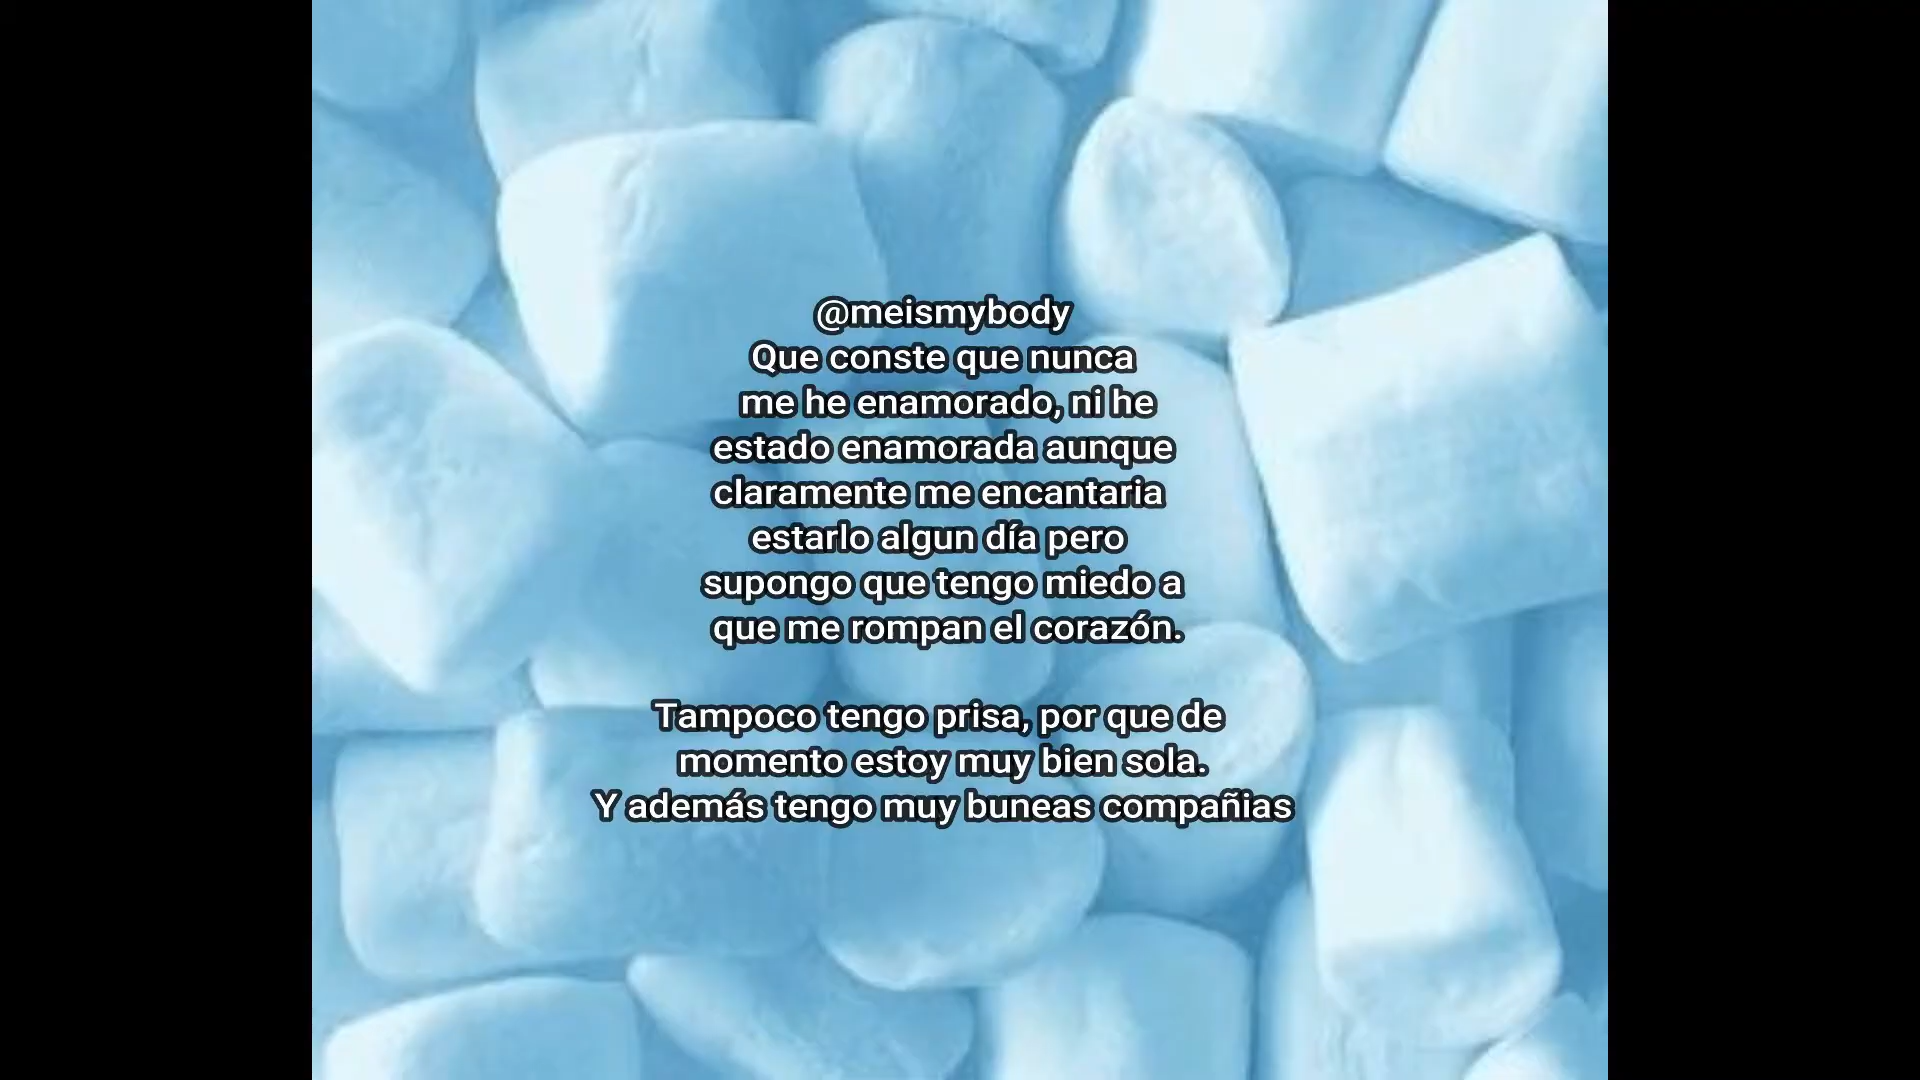 @meismybody
Que conste que nunca
me he enamorado, ni he
estado enamorada aunque
claramente me encantaria
estarlo algun día pero
supongo que tengo miedo a
que me rompan el corazón.
Tampoco tengo prisa, por que de
momento estoy muy bien sola.
Y además tengo muy buneas compañias